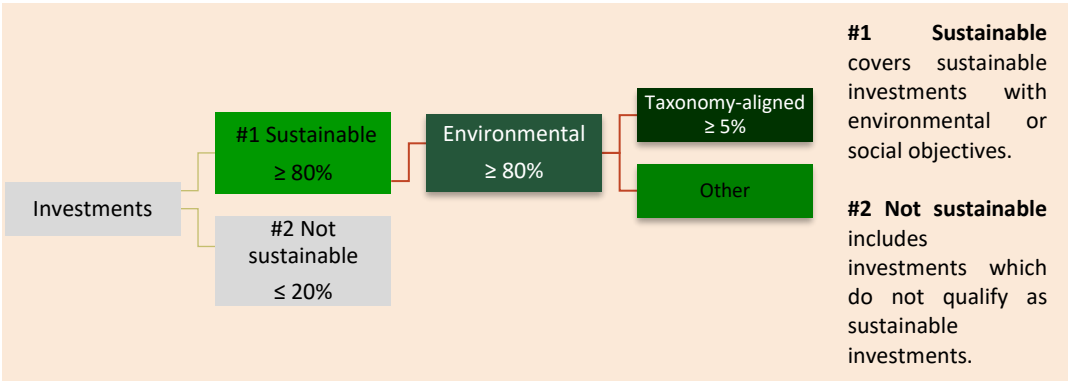 Investments
#1 Sustainable
≥ 80%
#2 Not
sustainable
≤ 20%
Environmental
≥ 80%
Taxonomy-aligned
≥ 5%
Other
#1 Sustainable
covers sustainable
investments with
environmental or
social objectives.
#2 Not sustainable
includes
investments which
do not qualify as
sustainable
investments.